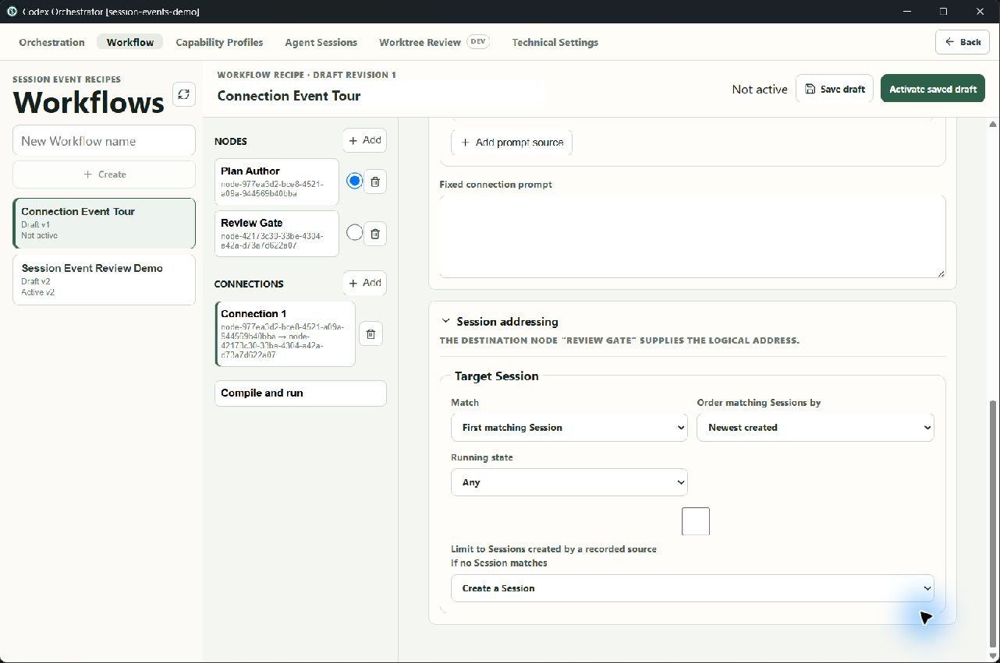 Codex Orchestrator [session-events-demo]
Orchestration
Workflow
Capability Profiles
Agent Sessions
Worktree Review DEV
Technical Settings
Back
SESSION EVENT RECIPES
Workflows
New Workflow name
Create
Connection Event Tour
Draft v1
Not active
Session Event Review Demo
Draft v2
Active v2
WORKFLOW RECIPE · DRAFT REVISION 1
Connection Event Tour
Not active
Save draft
Activate saved draft
NODES
Add
Plan Author
node-977ea3d2-bce8-4521-
a09a-944569b40bba
Review Gate
node-42173c30-33be-4304-
a42a-d73a7d622a07
CONNECTIONS
Add
Connection 1
node-977ea3d2-bce8-4521-a09a-
944569b40bba → node-
42173c30-33be-4304-a42a-
d73a7d622a07
Compile and run
Add prompt source
Fixed connection prompt
Session addressing
THE DESTINATION NODE “REVIEW GATE” SUPPLIES THE LOGICAL ADDRESS.
Target Session
Match
Order matching Sessions by
First matching Session
Newest created
Running state
Any
Limit to Sessions created by a recorded source
If no Session matches
Create a Session